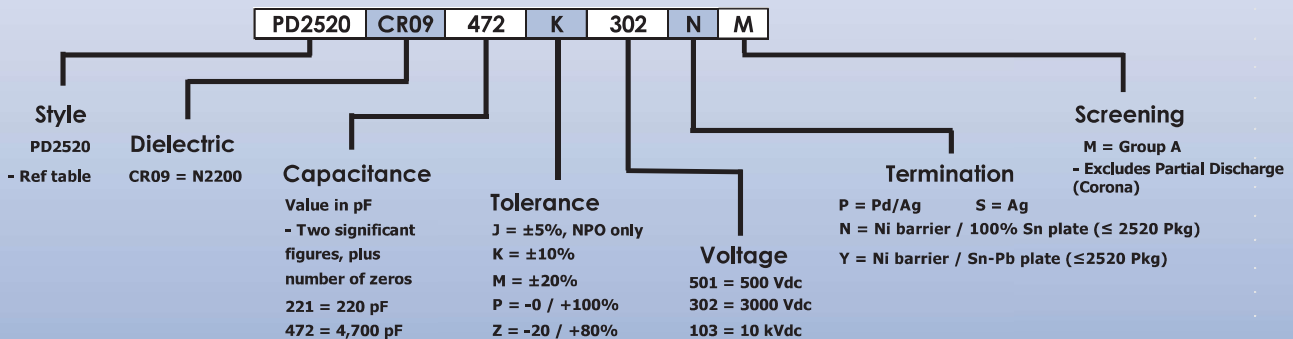 PD2520 CR09 472 K 302 N M
Style
PD2520
- Ref table
Dielectric
CR09 = N2200
Capacitance
Value in pF
- Two significant
figures, plus
number of zeros
221 = 220 pF
472 = 4,700 pF
Tolerance
J = ±5%, NPO only
K = ±10%
M = ±20%
P = -0 / +100%
Z = -20 / +80%
Voltage
501 = 500 Vdc
302 = 3000 Vdc
103 = 10 kVdc
Termination
P = Pd/Ag S = Ag
N = Ni barrier / 100% Sn plate (≤ 2520 Pkg)
Y = Ni barrier / Sn-Pb plate (≤2520 Pkg)
Screening
M = Group A
- Excludes Partial Discharge
(Corona)